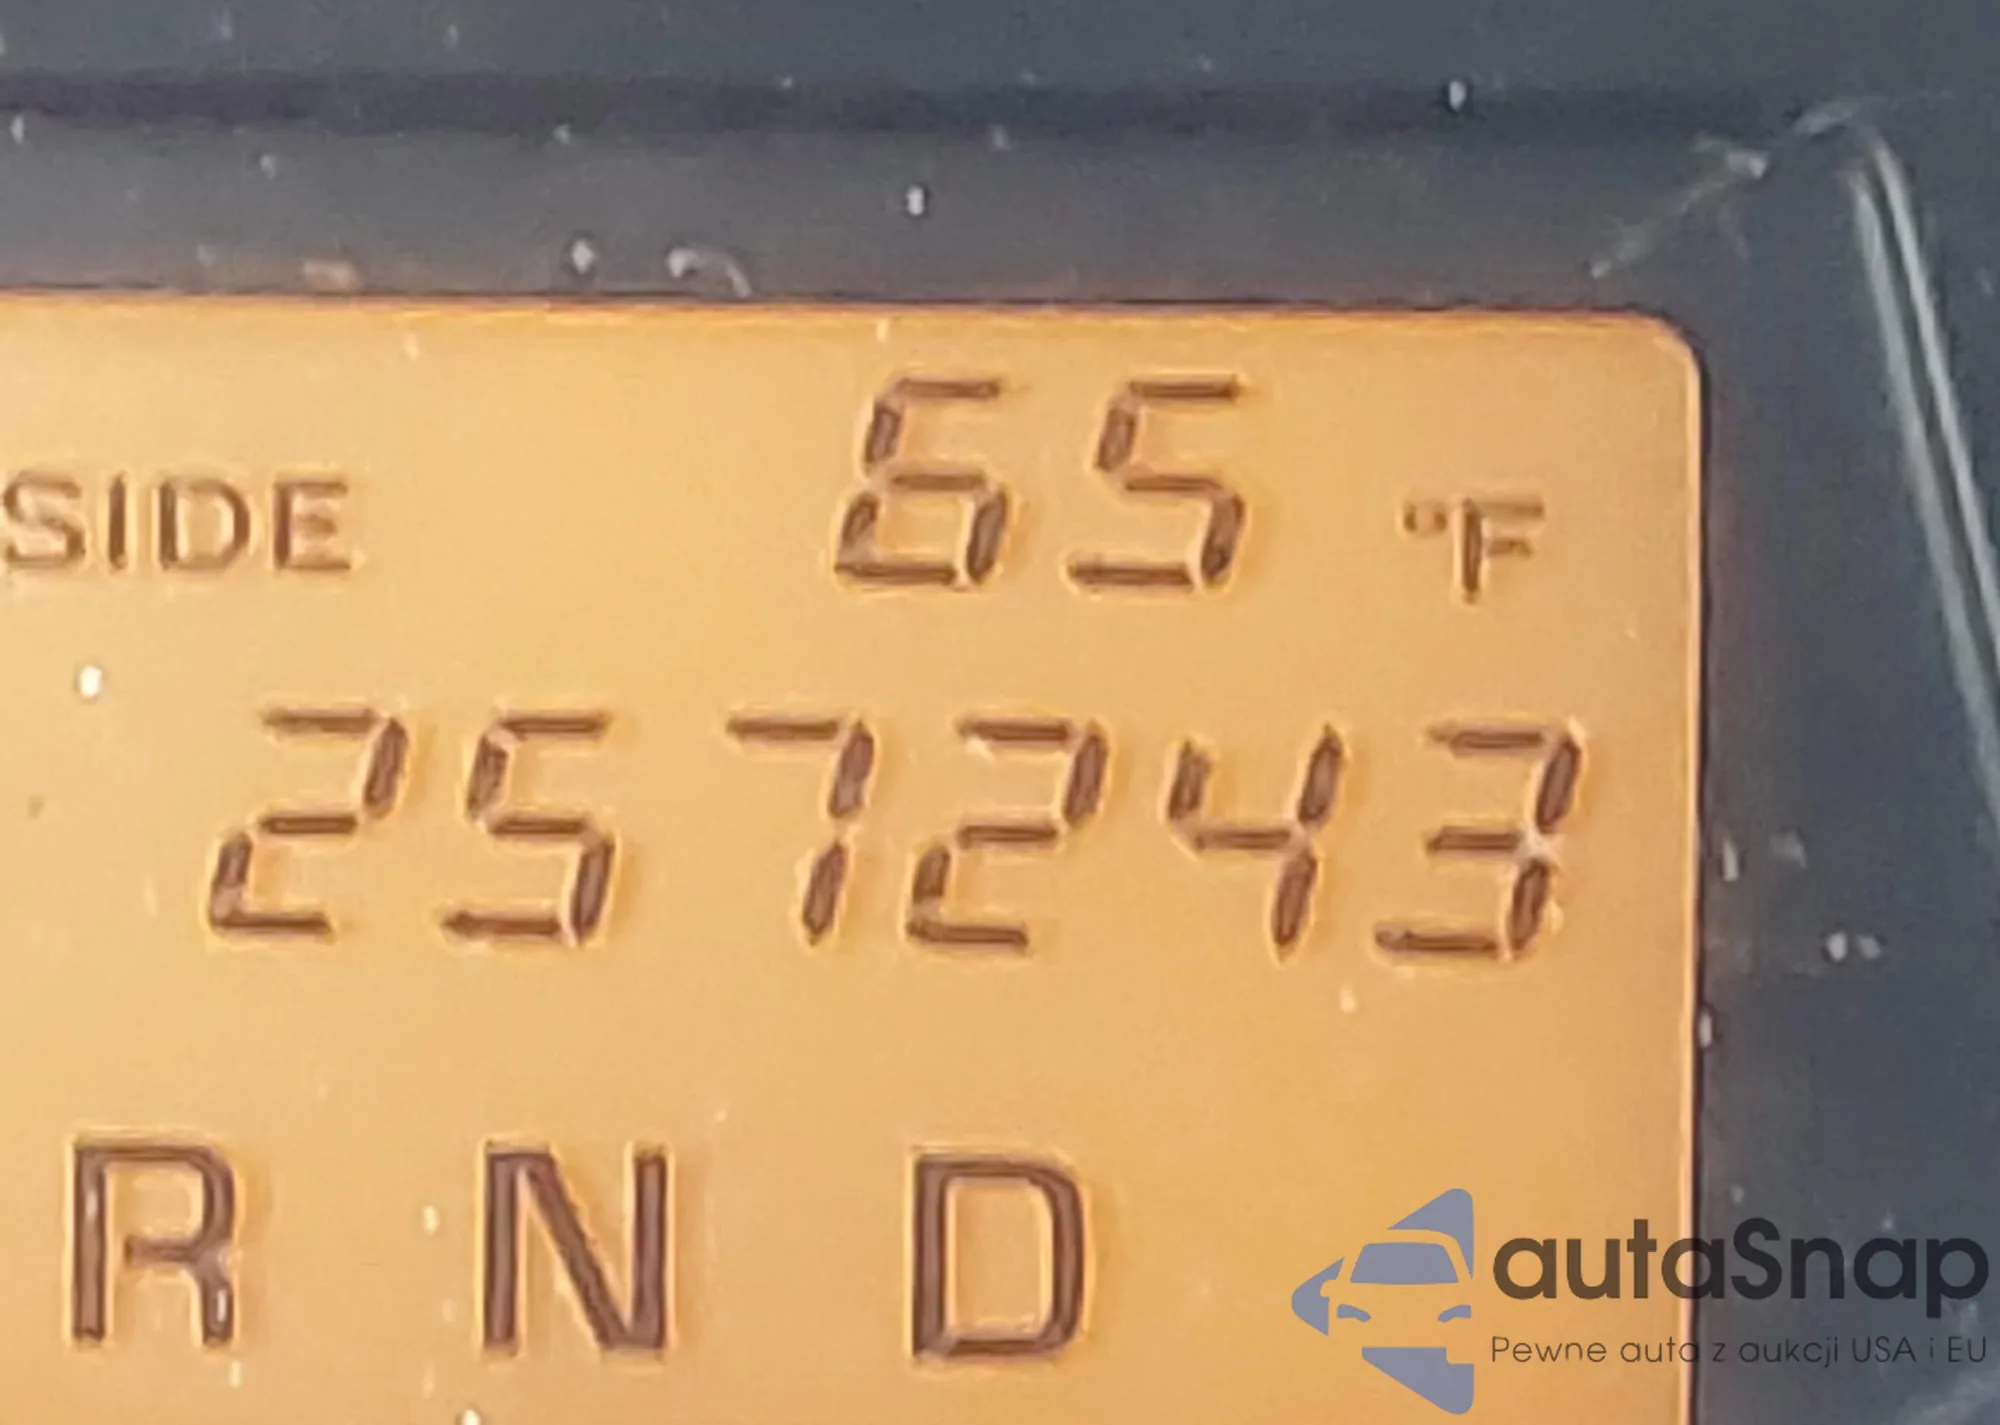 SIDE 65 °F
257243
R N D
autaSnap
Pewne auta z aukcji USA i EU